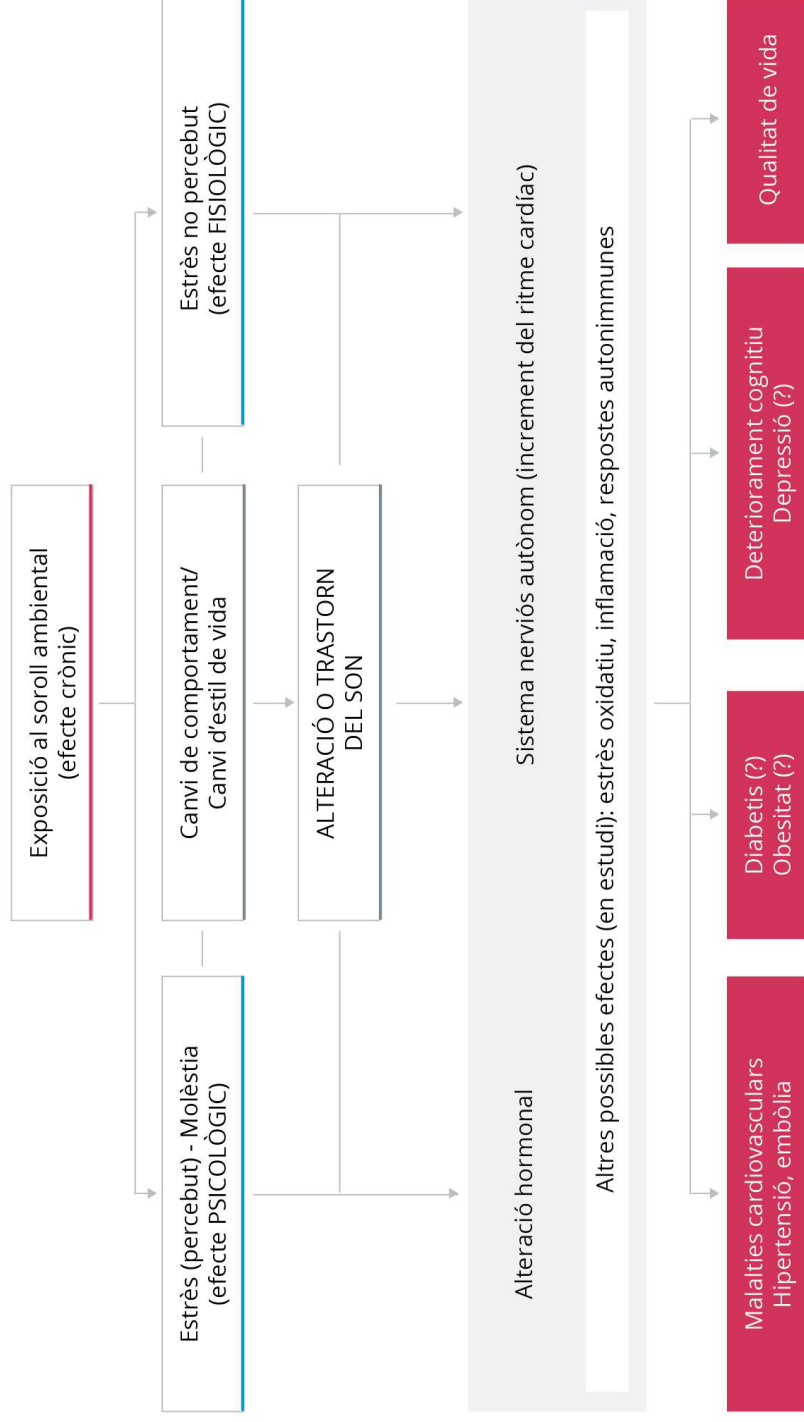 Exposició al soroll ambiental
(efecte crònic)
Estrès (percebut) - Molèstia
(efecte PSICOLÒGIC)
Canvi de comportament/
Canvi d'estil de vida
Estrès no percebut
(efecte FISIOLÒGIC)
ALTERACIÓ O TRASTORN
DEL SON
Alteració hormonal
Sistema nerviós autònom (increment del ritme cardíac)
Altres possibles efectes (en estudi): estrès oxidatiu, inflamació, respostes autonimmunes
Malalties cardiovasculars
Hipertensió, embòlia
Diabetis (?)
Obesitat (?)
Deteriorament cognitiu
Depressió (?)
Qualitat de vida